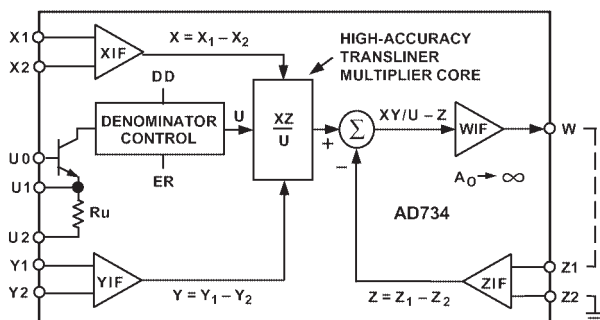 X1
X2
XIF
X = X₁ – X₂
HIGH-ACCURACY
TRANSLINER
MULTIPLIER CORE
DD
DENOMINATOR
CONTROL
U
XZ
U
ER
U0
U1
U2
Ru
Σ
+
–
XY/U – Z
WIF
W
A₀ → ∞
AD734
Y1
Y2
YIF
Y = Y₁ – Y₂
Z = Z₁ – Z₂
ZIF
Z1
Z2